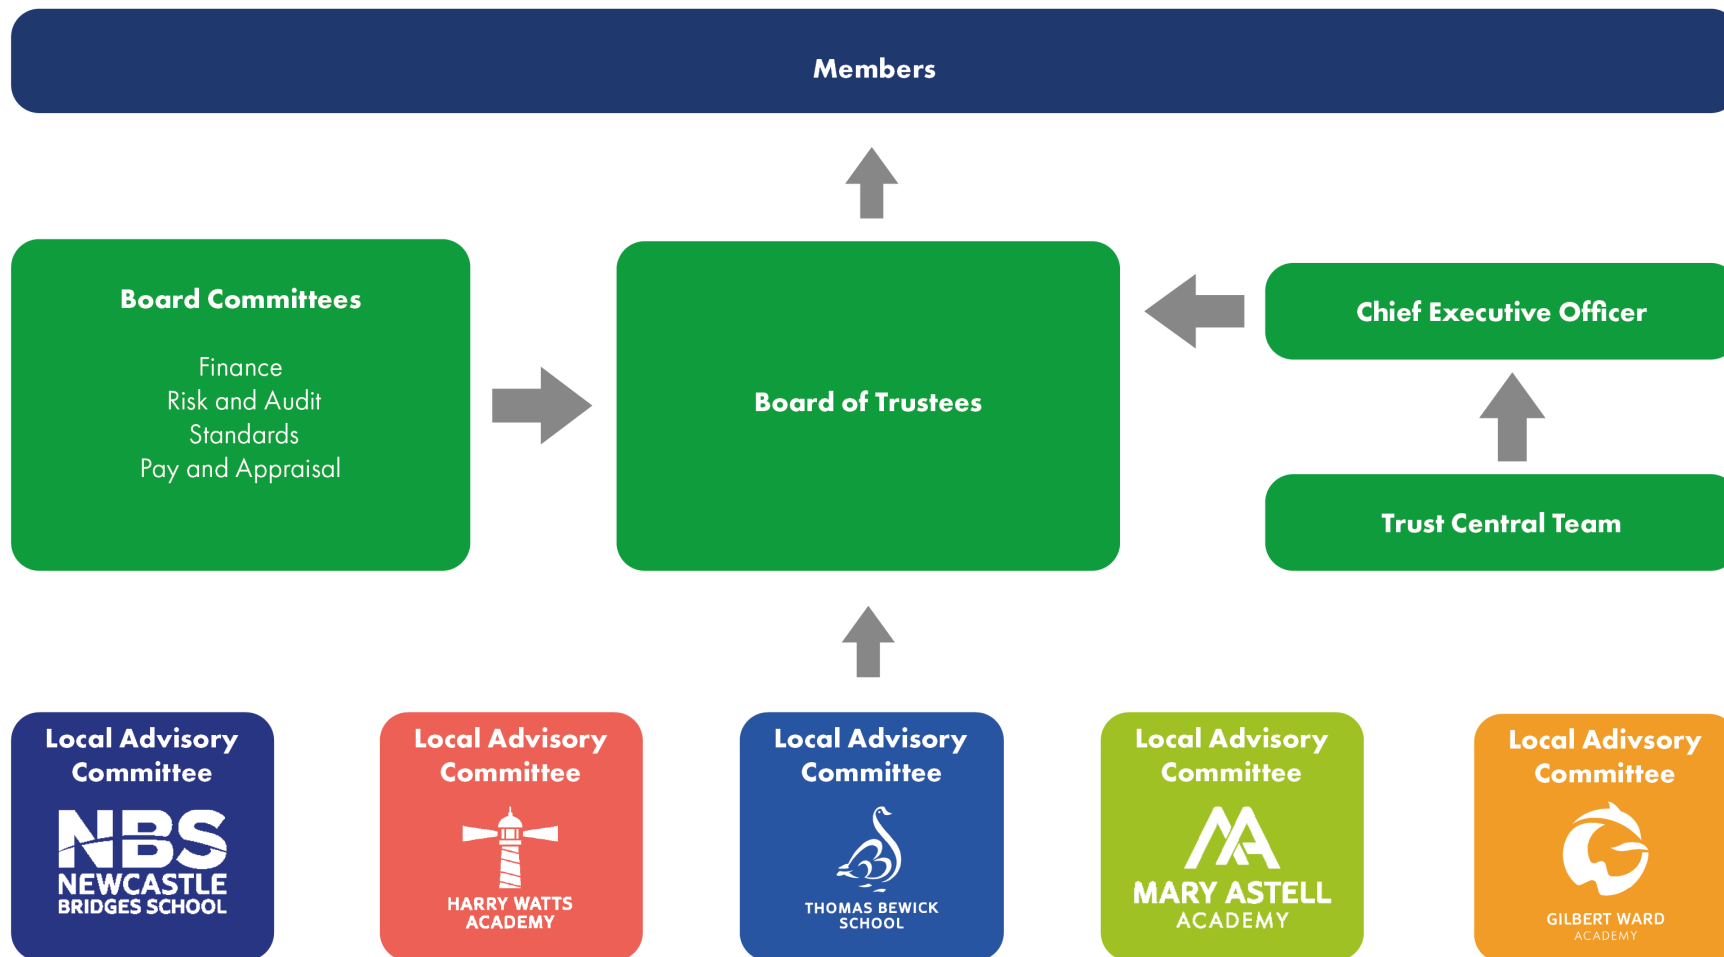 Members
Board Committees
Finance
Risk and Audit
Standards
Pay and Appraisal
Board of Trustees
Chief Executive Officer
Trust Central Team
Local Advisory
Committee
NBS
NEWCASTLE
BRIDGES SCHOOL
Local Advisory
Committee
HARRY WATTS
ACADEMY
Local Advisory
Committee
THOMAS BEWICK
SCHOOL
Local Advisory
Committee
MA
MARY ASTELL
ACADEMY
Local Adivsory
Committee
GILBERT WARD
ACADEMY